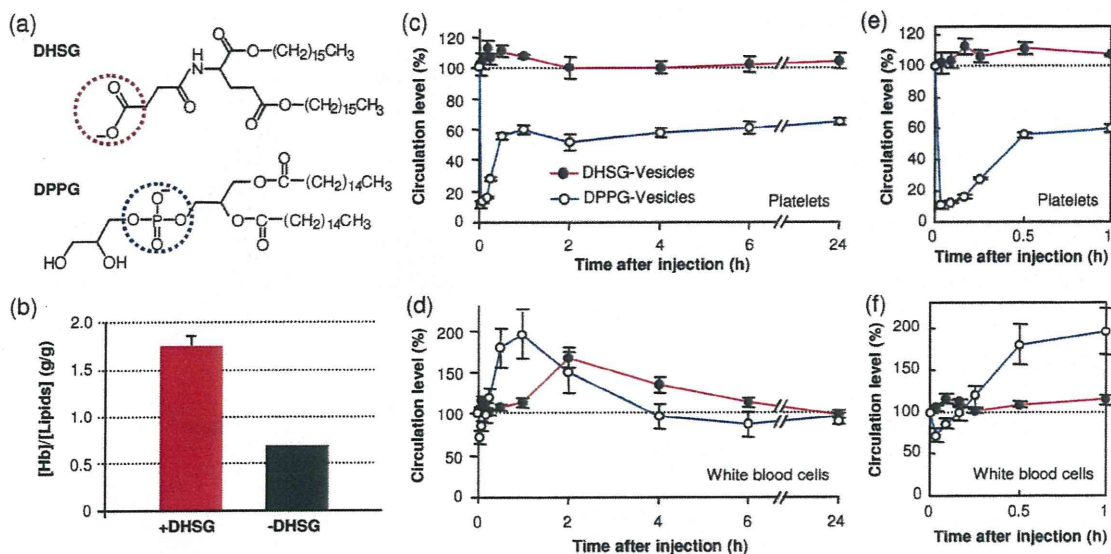 (a)
DHSG
O
O
N
H
O
O−(CH2)15CH3
O
O−(CH2)15CH3
O
−O
DPPG
HO
OH
O
O−
P
O
O
O
O
(CH2)14CH3
O
O
(CH2)14CH3
(b)
[Hb]/[Lipids] (g/g)
2.0
1.5
1.0
0.5
0
+DHSG
-DHSG
(c)
Circulation level (%)
120
100
80
60
40
20
0
DHSG-Vesicles
DPPG-Vesicles
Platelets
0 2 4 6 24
Time after injection (h)
(d)
Circulation level (%)
200
150
100
50
0
White blood cells
0 2 4 6 24
Time after injection (h)
(e)
Circulation level (%)
120
100
80
60
40
20
0
Platelets
0 0.5 1
Time after injection (h)
(f)
Circulation level (%)
200
150
100
50
0
White blood cells
0 0.5 1
Time after injection (h)